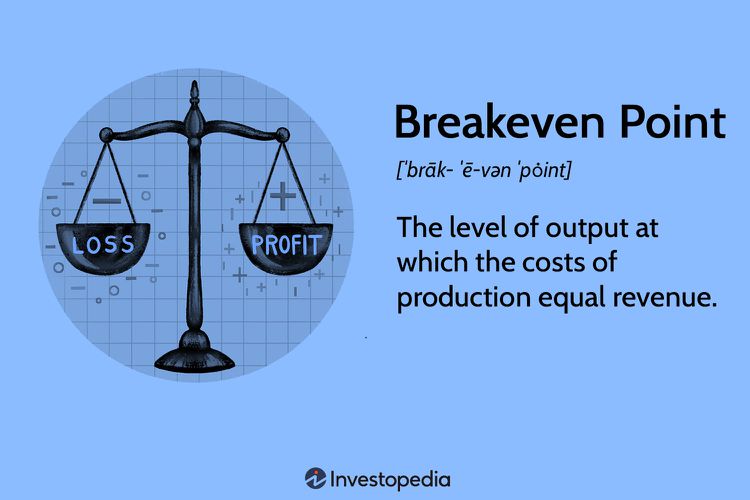 LOSS
PROFIT
Breakeven Point
[ˈbrāk- ˈē-vən ˈpȯint]
The level of output at
which the costs of
production equal revenue.
Investopedia